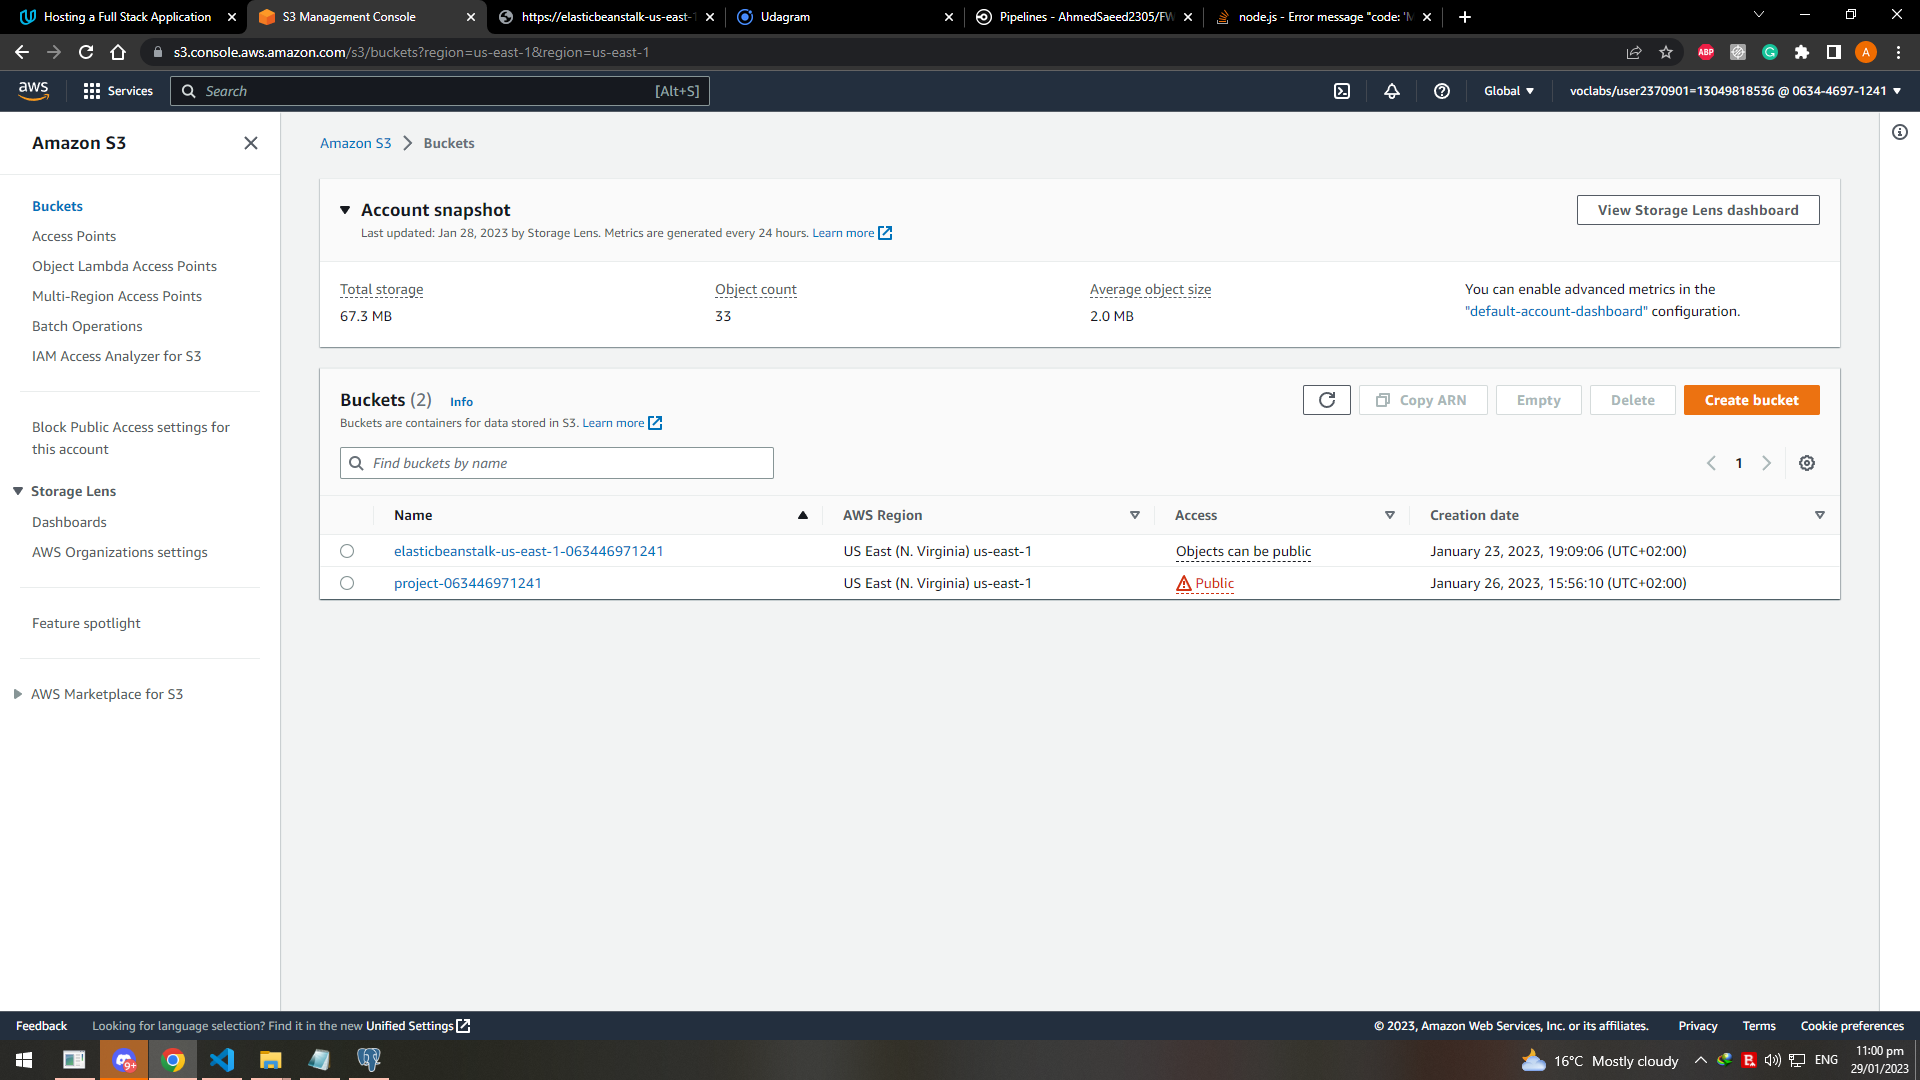 Hosting a Full Stack Application
S3 Management Console
https://elasticbeanstalk-us-east-1
Udagram
Pipelines - AhmedSaeed2305/FW
node.js - Error message "code: 'M
s3.console.aws.amazon.com/s3/buckets?region=us-east-1&region=us-east-1
ABP
A
aws
Services
Search
[Alt+S]
Global
voclabs/user2370901=13049818536 @ 0634-4697-1241
Amazon S3
Buckets
Access Points
Object Lambda Access Points
Multi-Region Access Points
Batch Operations
IAM Access Analyzer for S3
Block Public Access settings for
this account
Storage Lens
Dashboards
AWS Organizations settings
Feature spotlight
AWS Marketplace for S3
Amazon S3 > Buckets
Account snapshot
Last updated: Jan 28, 2023 by Storage Lens. Metrics are generated every 24 hours. Learn more
View Storage Lens dashboard
Total storage
67.3 MB
Object count
33
Average object size
2.0 MB
You can enable advanced metrics in the
"default-account-dashboard" configuration.
Buckets (2) Info
Buckets are containers for data stored in S3. Learn more
Copy ARN
Empty
Delete
Create bucket
Find buckets by name
1
Name AWS Region Access Creation date
elasticbeanstalk-us-east-1-063446971241 US East (N. Virginia) us-east-1 Objects can be public January 23, 2023, 19:09:06 (UTC+02:00)
project-063446971241 US East (N. Virginia) us-east-1 Public January 26, 2023, 15:56:10 (UTC+02:00)
Feedback
Looking for language selection? Find it in the new Unified Settings
© 2023, Amazon Web Services, Inc. or its affiliates.
Privacy
Terms
Cookie preferences
9+
16°C Mostly cloudy
ENG
11:00 pm
29/01/2023